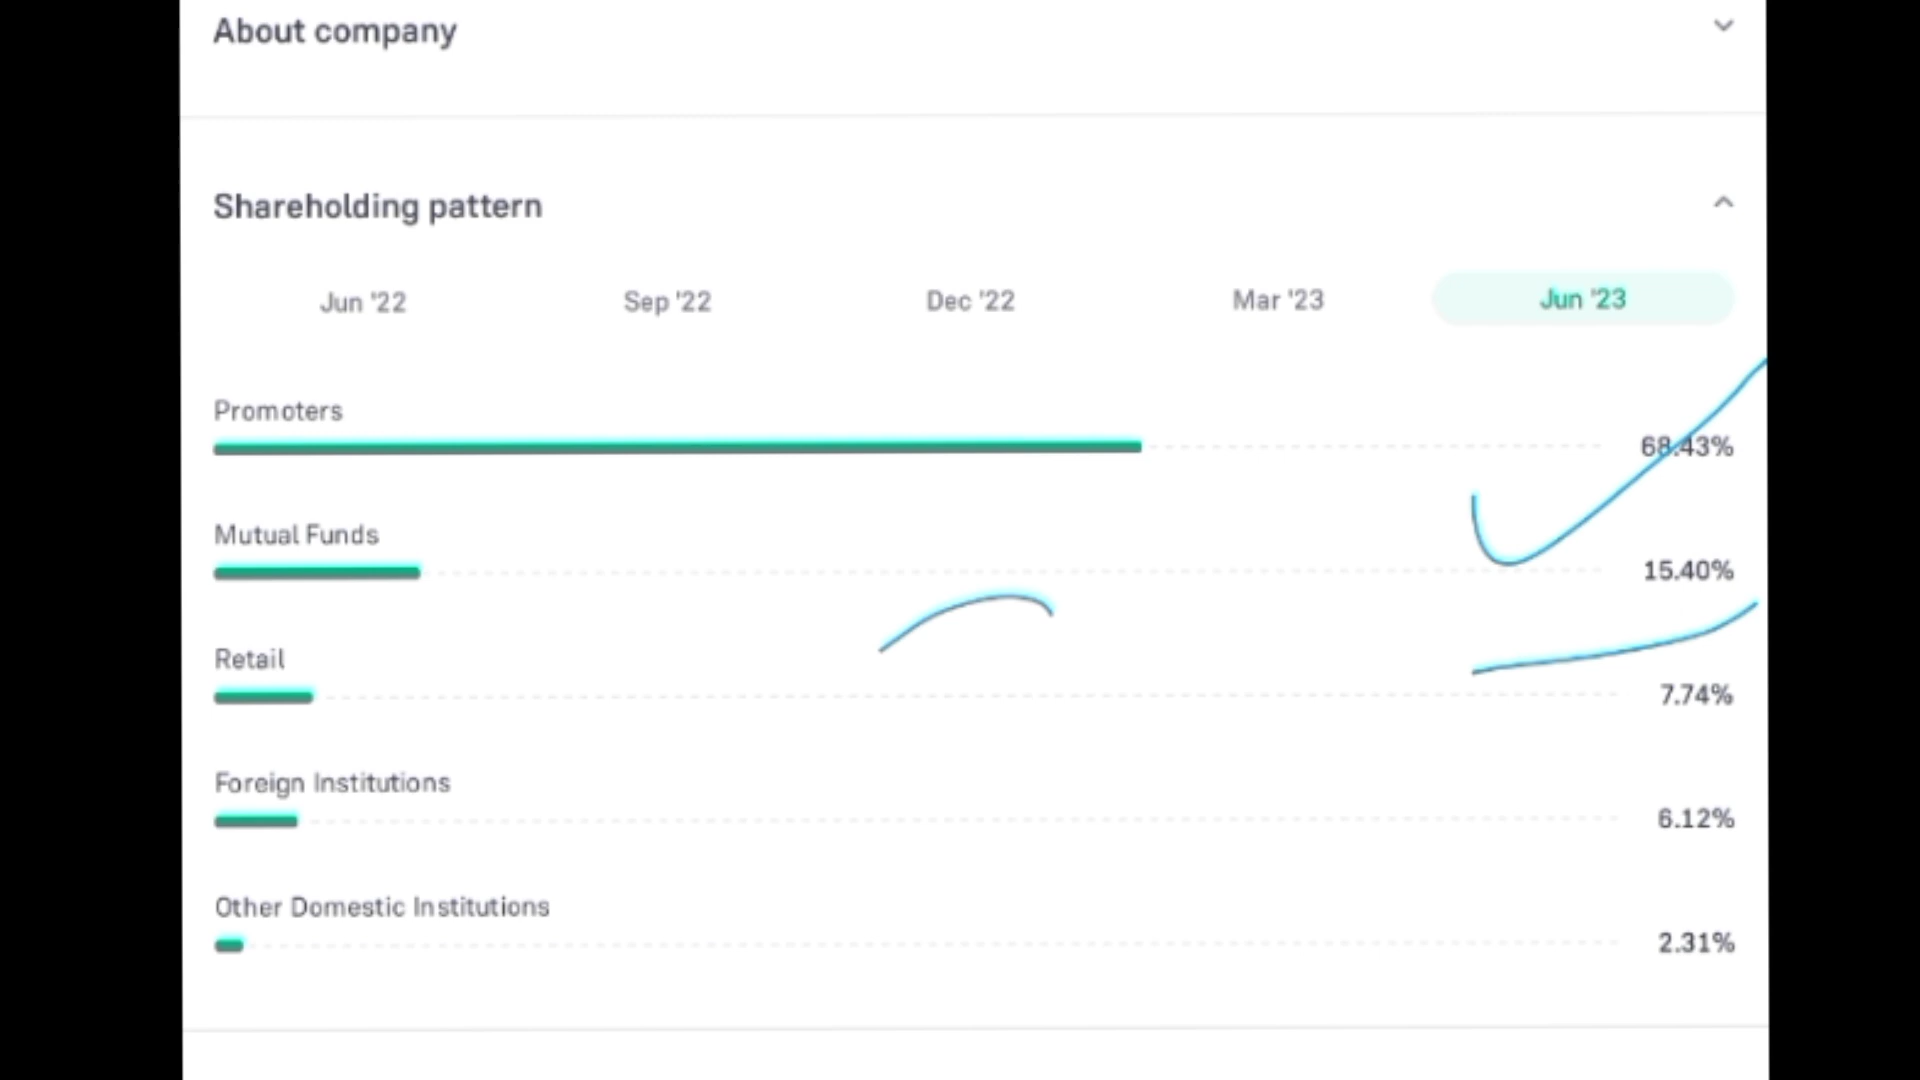 About company
Shareholding pattern
Jun '22 Sep '22 Dec '22 Mar '23 Jun '23
Promoters
68.43%
Mutual Funds
15.40%
Retail
7.74%
Foreign Institutions
6.12%
Other Domestic Institutions
2.31%